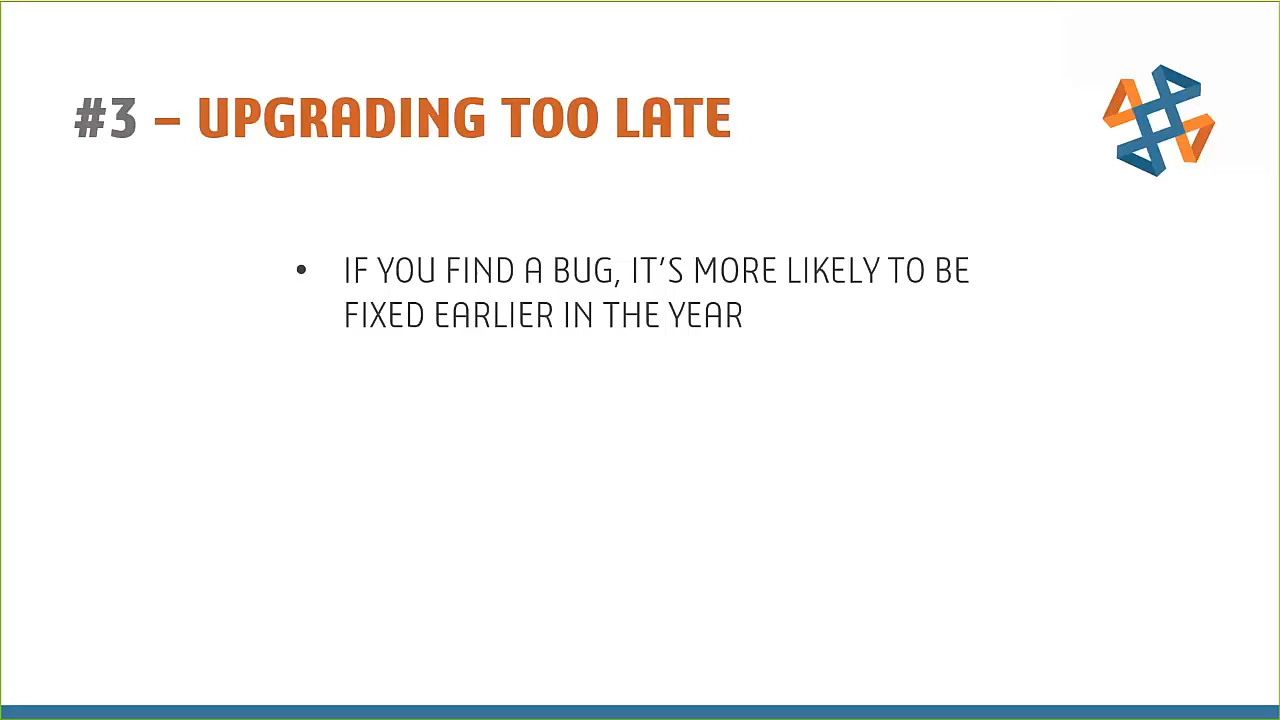 #3 – UPGRADING TOO LATE
• IF YOU FIND A BUG, IT'S MORE LIKELY TO BE
FIXED EARLIER IN THE YEAR